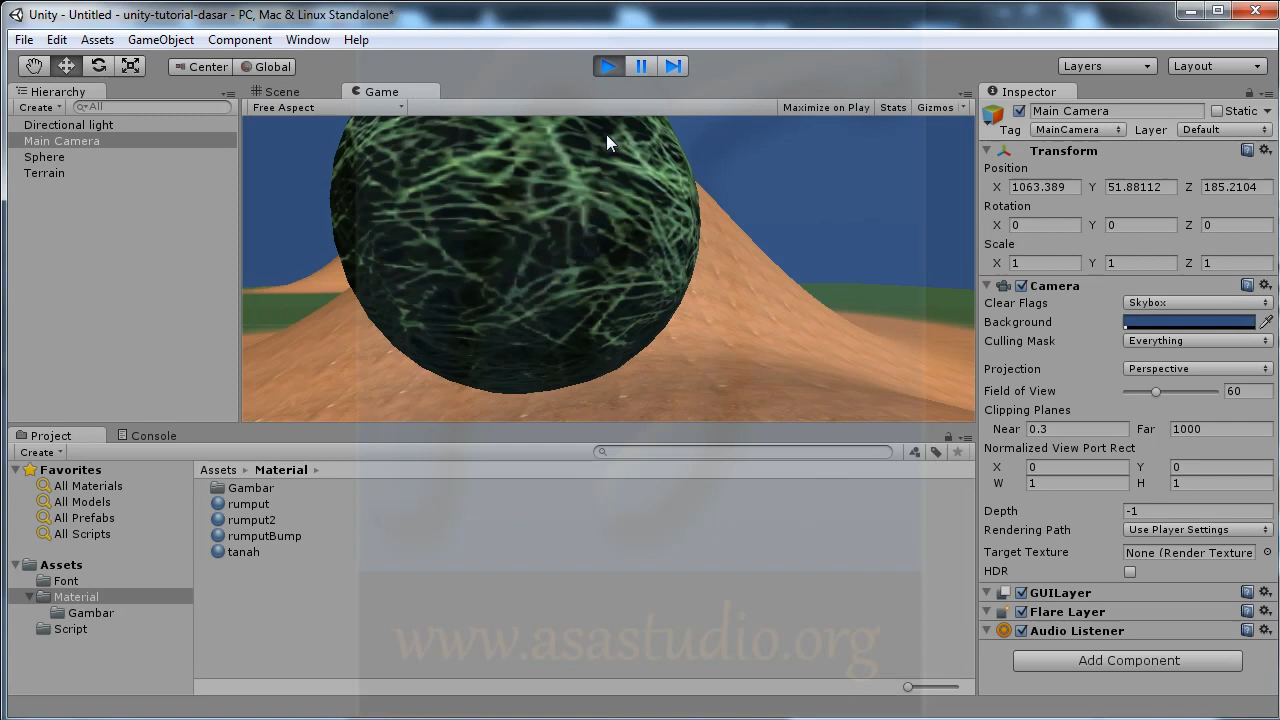 Unity - Untitled - unity-tutorial-dasar - PC, Mac & Linux Standalone*
File Edit Assets GameObject Component Window Help
Center Global Layers Layout
Hierarchy
Create All
Directional light
Main Camera
Sphere
Terrain
Scene Game
Free Aspect Maximize on Play Stats Gizmos
Inspector
Main Camera Static
Tag MainCamera Layer Default
Transform
Position
X 1063.389 Y 51.88112 Z 185.2104
Rotation
X 0 Y 0 Z 0
Scale
X 1 Y 1 Z 1
Camera
Clear Flags Skybox
Background
Culling Mask Everything
Projection Perspective
Field of View 60
Clipping Planes
Near 0.3 Far 1000
Normalized View Port Rect
X 0 Y 0
W 1 H 1
Depth -1
Rendering Path Use Player Settings
Target Texture None (Render Texture
HDR
GUILayer
Flare Layer
Audio Listener
Add Component
Project Console
Create
Favorites
All Materials
All Models
All Prefabs
All Scripts
Assets
Font
Material
Gambar
Script
Assets Material
Gambar
rumput
rumput2
rumputBump
tanah
www.asastudio.org